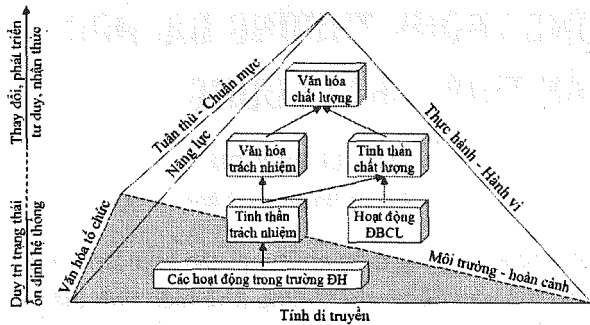 Thay đổi, phát triển
tư duy, nhận thức
Duy trì trạng thái
ổn định hệ thống
Tuân thủ - Chuẩn mực
Năng lực
Văn hóa tổ chức
Văn hóa
chất lượng
Văn hóa
trách nhiệm
Tinh thần
chất lượng
Tinh thần
trách nhiệm
Hoạt động
ĐBCL
Các hoạt động trong trường ĐH
Thực hành - Hành vi
Môi trường - hoàn cảnh
Tính di truyền